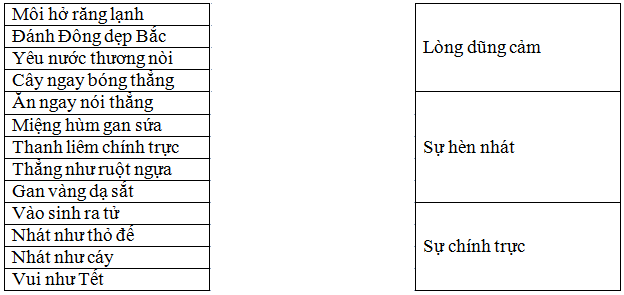 Môi hở răng lạnh
Đánh Đông dẹp Bắc
Yêu nước thương nòi
Cây ngay bóng thẳng
Ăn ngay nói thẳng
Miệng hùm gan sứa
Thanh liêm chính trực
Thẳng như ruột ngựa
Gan vàng dạ sắt
Vào sinh ra tử
Nhát như thỏ đế
Nhát như cáy
Vui như Tết
Lòng dũng cảm
Sự hèn nhát
Sự chính trực